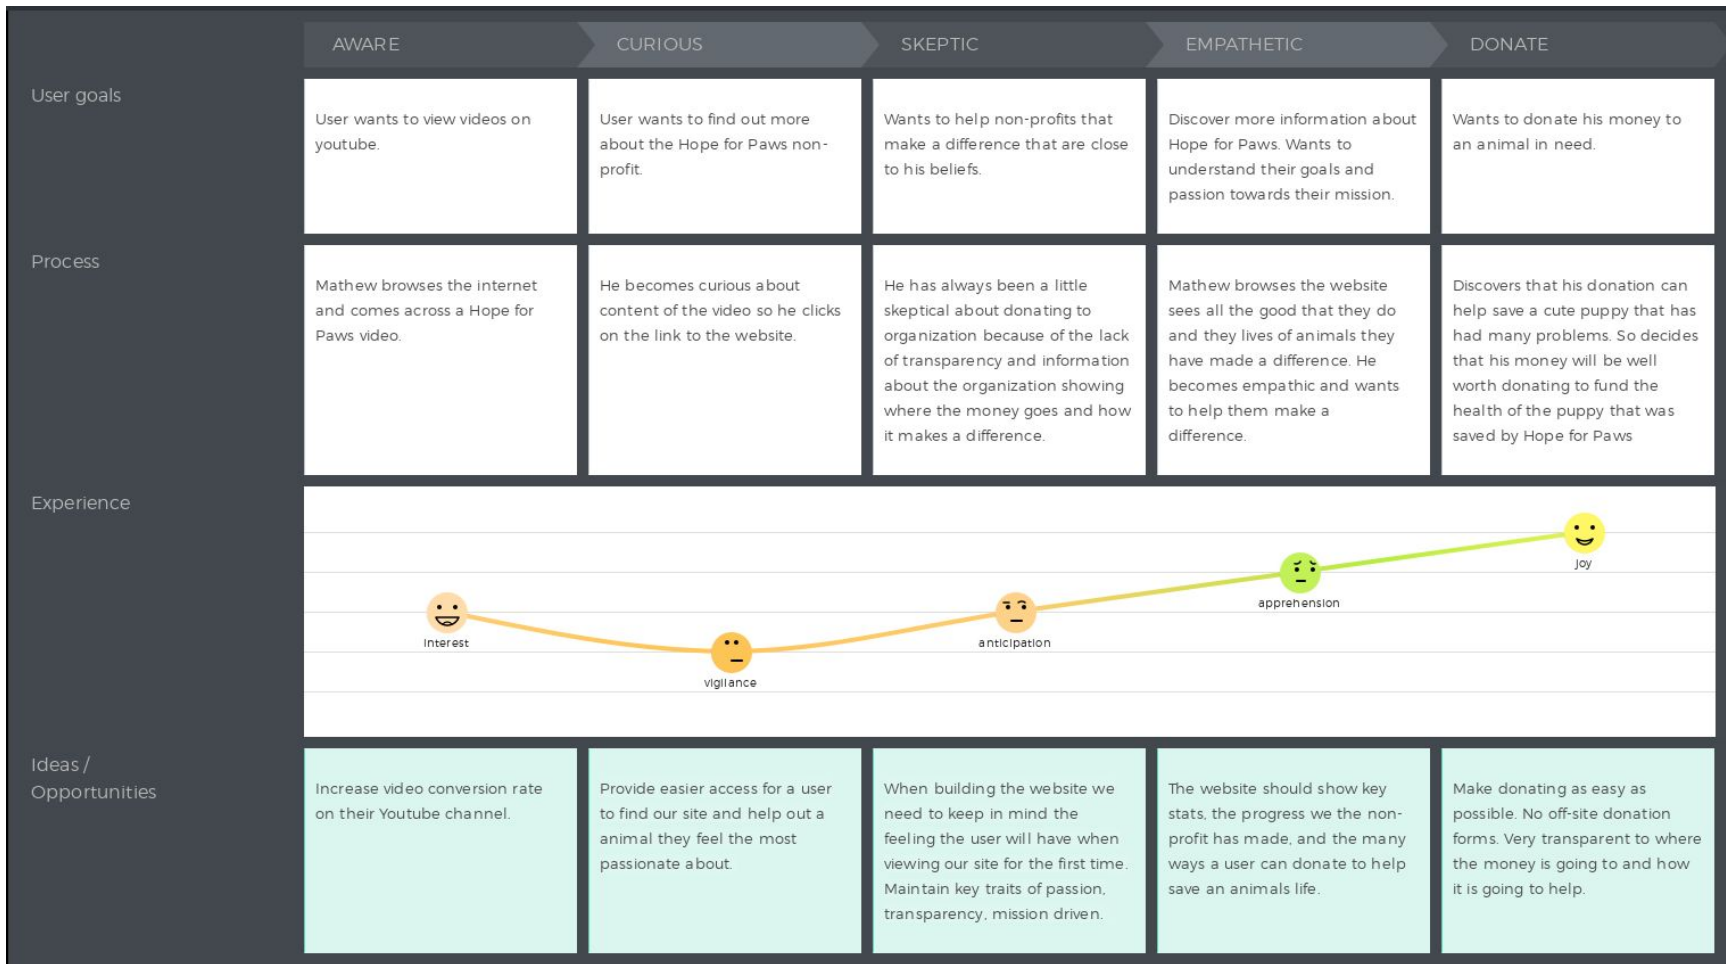 AWARE
CURIOUS
SKEPTIC
EMPATHETIC
DONATE
User goals
User wants to view videos on
youtube.
User wants to find out more
about the Hope for Paws non-
profit.
Wants to help non-profits that
make a difference that are close
to his beliefs.
Discover more information about
Hope for Paws. Wants to
understand their goals and
passion towards their mission.
Wants to donate his money to
an animal in need.
Process
Mathew browses the internet
and comes across a Hope for
Paws video.
He becomes curious about
content of the video so he clicks
on the link to the website.
He has always been a little
skeptical about donating to
organization because of the lack
of transparency and information
about the organization showing
where the money goes and how
it makes a difference.
Mathew browses the website
sees all the good that they do
and they lives of animals they
have made a difference. He
becomes empathic and wants
to help them make a
difference.
Discovers that his donation can
help save a cute puppy that has
had many problems. So decides
that his money will be well
worth donating to fund the
health of the puppy that was
saved by Hope for Paws
Experience
interest
vigilance
anticipation
apprehension
joy
Ideas /
Opportunities
Increase video conversion rate
on their Youtube channel.
Provide easier access for a user
to find our site and help out a
animal they feel the most
passionate about.
When building the website we
need to keep in mind the
feeling the user will have when
viewing our site for the first time.
Maintain key traits of passion,
transparency, mission driven.
The website should show key
stats, the progress we the non-
profit has made, and the many
ways a user can donate to help
save an animals life.
Make donating as easy as
possible. No off-site donation
forms. Very transparent to where
the money is going to and how
it is going to help.